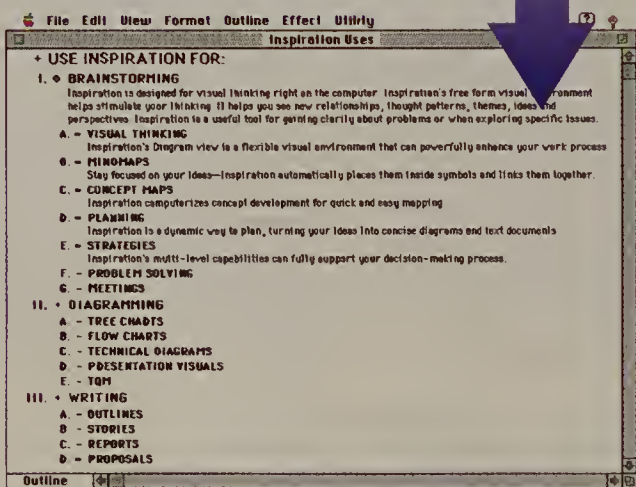 File Edit View Format Outline Effect Utility
Inspiration Uses
+ USE INSPIRATION FOR:
I. BRAINSTORMING
Inspiration is designed for visual thinking right on the computer. Inspiration's free form visual
helps stimulate your thinking. It helps you see new relationships, thought patterns, themes, ideas and
perspectives. Inspiration is a useful tool for gaining clarity about problems or when exploring specific issues.
A. - VISUAL THINKING
Inspiration's Diagram view is a flexible visual environment that can powerfully enhance your work process
B. - MINDMAPS
Stay focused on your ideas—Inspiration automatically places them inside symbols and links them together.
C. - CONCEPT MAPS
Inspiration computerizes concept development for quick and easy mapping
D. - PLANNING
Inspiration is a dynamic way to plan, turning your ideas into concise diagrams and text documents
E. - STRATEGIES
Inspiration's multi-level capabilities can fully support your decision-making process.
F. - PROBLEM SOLVING
G. - MEETINGS
II. + DIAGRAMMING
A. - TREE CHARTS
B. - FLOW CHARTS
C. - TECHNICAL DIAGRAMS
D. - PRESENTATION VISUALS
E. - TQM
III. + WRITING
A. - OUTLINES
B - STORIES
C. - REPORTS
D. - PROPOSALS
Outline